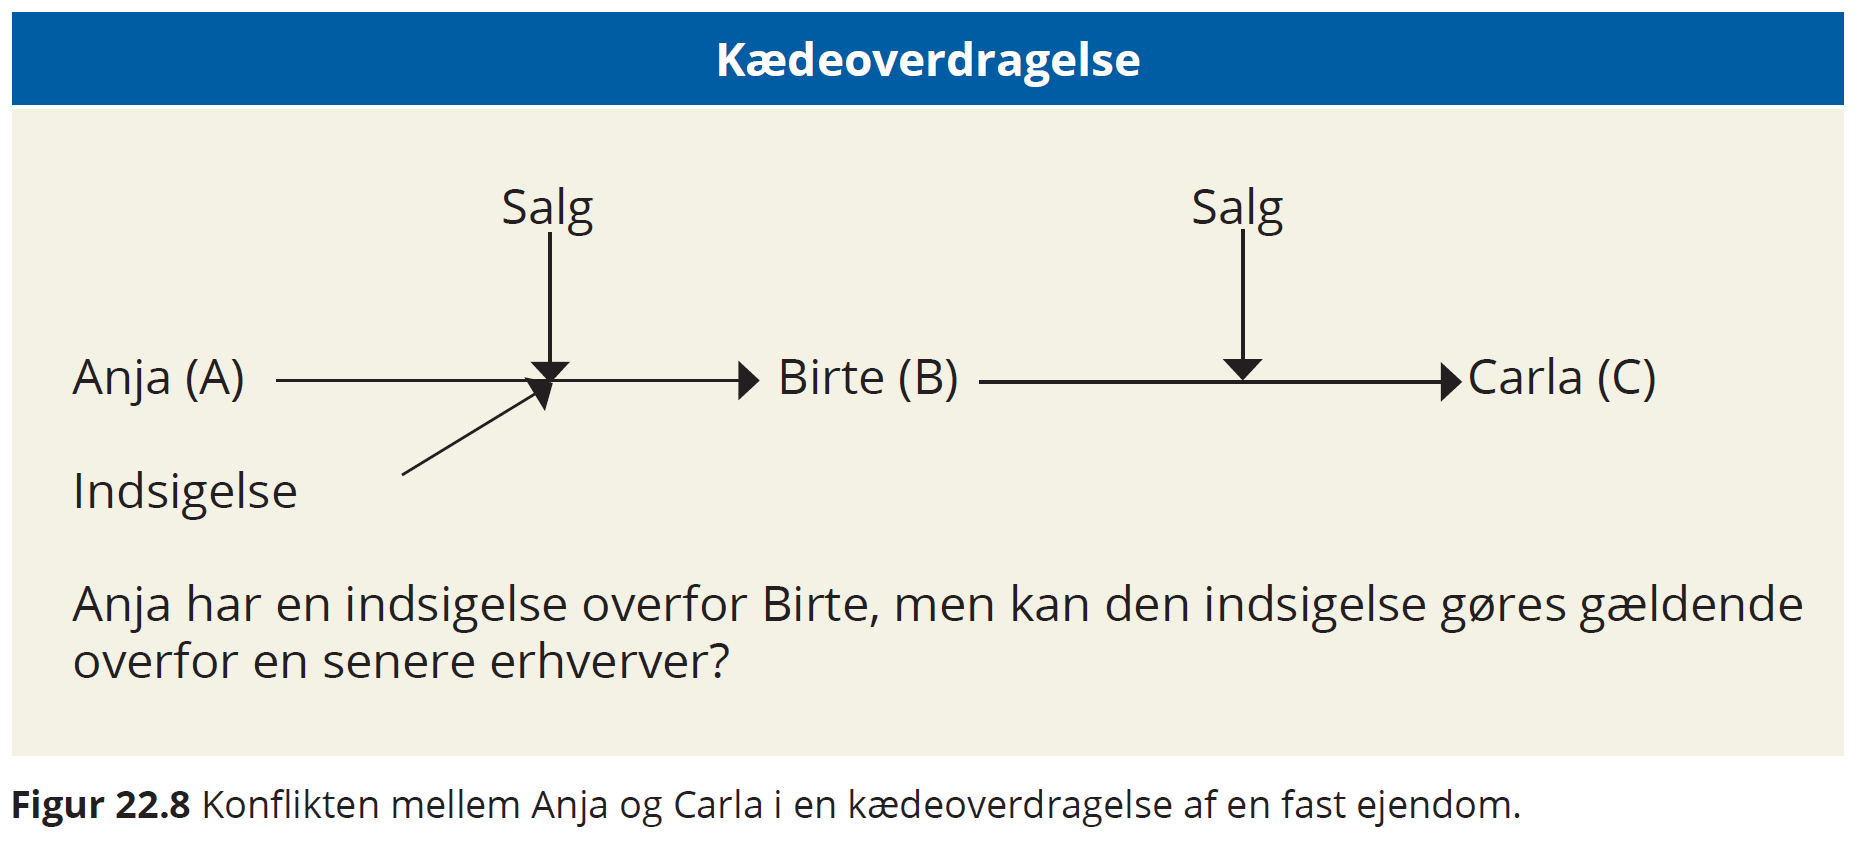 Kædeoverdragelse
Salg Salg
Anja (A) Birte (B) Carla (C)
Indsigelse
Anja har en indsigelse overfor Birte, men kan den indsigelse gøres gældende
overfor en senere erhverver?
Figur 22.8 Konflikten mellem Anja og Carla i en kædeoverdragelse af en fast ejendom.